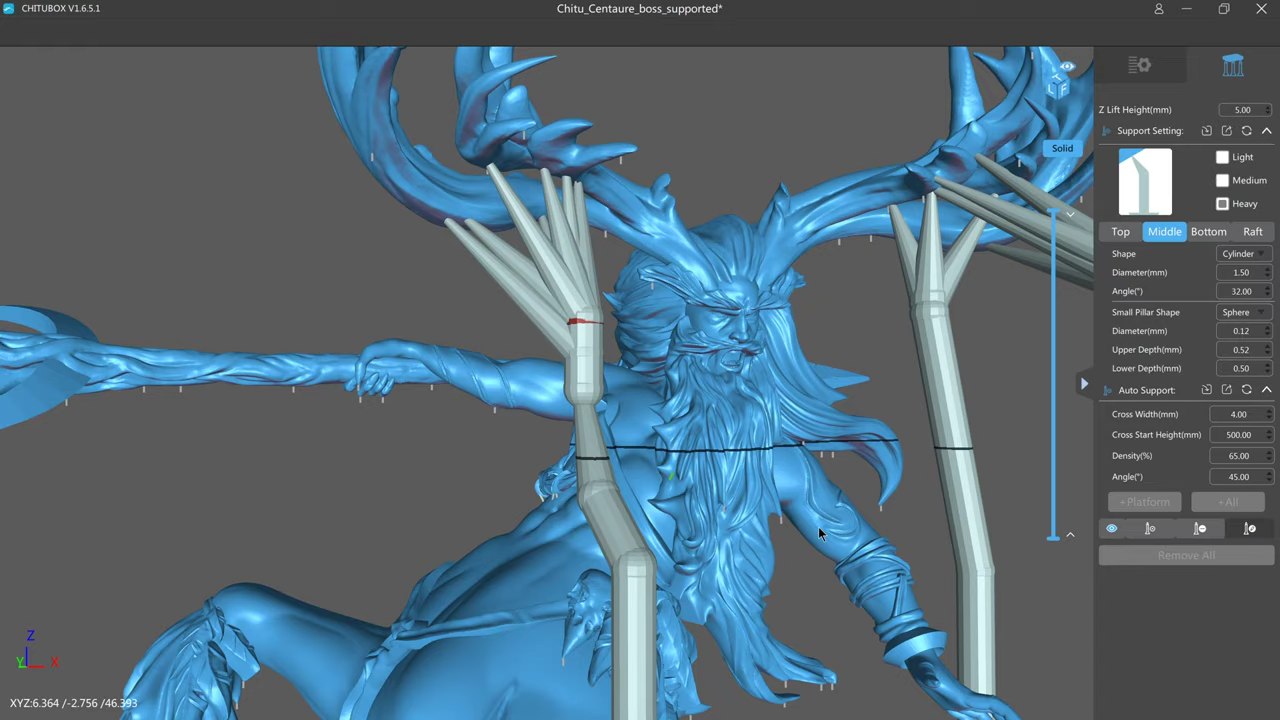 CHITUBOX V1.6.5.1
Chitu_Centaure_boss_supported*
Z Lift Height(mm) 5.00
Support Setting:
Light
Medium
Heavy
Top Middle Bottom Raft
Shape Cylinder
Diameter(mm) 1.50
Angle(°) 32.00
Small Pillar Shape Sphere
Diameter(mm) 0.12
Upper Depth(mm) 0.52
Lower Depth(mm) 0.50
Auto Support:
Cross Width(mm) 4.00
Cross Start Height(mm) 500.00
Density(%) 65.00
Angle(°) 45.00
+Platform +All
Remove All
Solid
Z
Y X
XYZ:6.364 /-2.756 /46.393